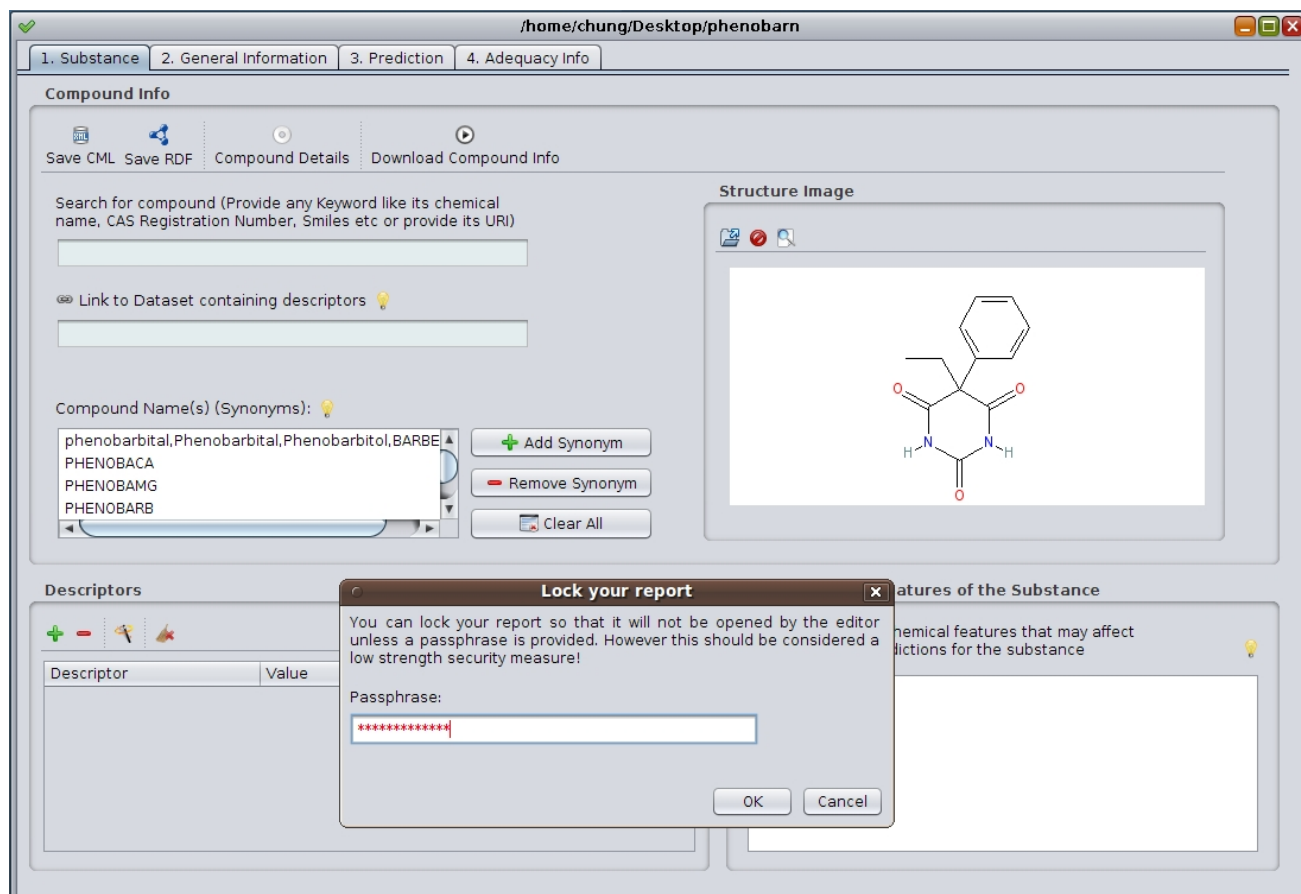 /home/chung/Desktop/phenobarn
1. Substance 2. General Information 3. Prediction 4. Adequacy Info
Compound Info
Save CML Save RDF Compound Details Download Compound Info
Search for compound (Provide any Keyword like its chemical
name, CAS Registration Number, Smiles etc or provide its URI)
Link to Dataset containing descriptors
Compound Name(s) (Synonyms):
phenobarbital,Phenobarbital,Phenobarbitol,BARBE
PHENOBACA
PHENOBAMG
PHENOBARB
Add Synonym
Remove Synonym
Clear All
Structure Image
O O
H N N H
O
Descriptors
Descriptor Value
Lock your report
You can lock your report so that it will not be opened by the editor
unless a passphrase is provided. However this should be considered a
low strength security measure!
Passphrase:
*************
OK Cancel
atures of the Substance
hemical features that may affect
dictions for the substance